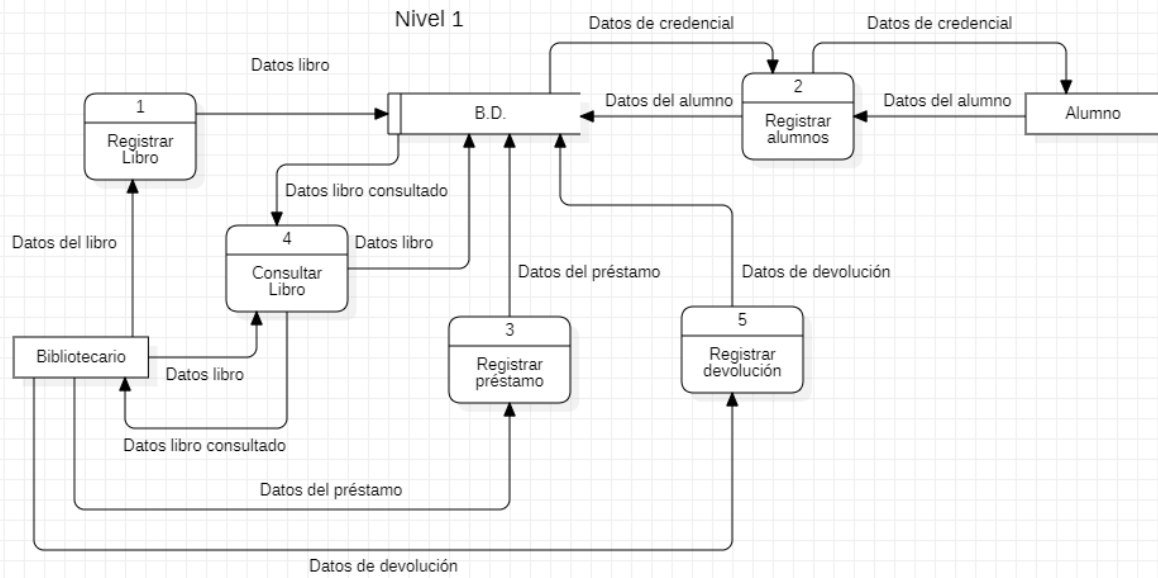 Nivel 1
Datos de credencial
Datos de credencial
Datos libro
1
Registrar
Libro
B.D.
Datos del alumno
2
Registrar
alumnos
Datos del alumno
Alumno
Datos libro consultado
Datos del libro
4
Consultar
Libro
Datos libro
Datos del préstamo
Datos de devolución
3
Registrar
préstamo
5
Registrar
devolución
Bibliotecario
Datos libro
Datos libro consultado
Datos del préstamo
Datos de devolución